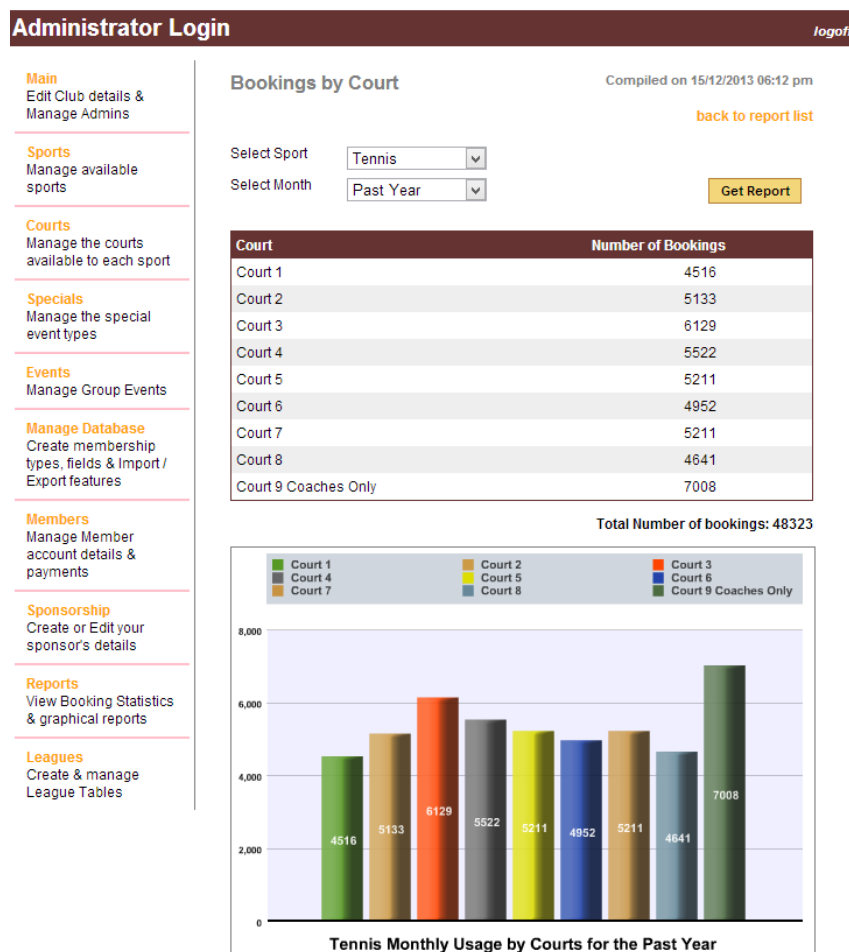 Administrator Login
Main
Edit Club details &
Manage Admins
Sports
Manage available
sports
Courts
Manage the courts
available to each sport
Specials
Manage the special
event types
Events
Manage Group Events
Manage Database
Create membership
types, fields & Import /
Export features
Members
Manage Member
account details &
payments
Sponsorship
Create or Edit your
sponsor's details
Reports
View Booking Statistics
& graphical reports
Leagues
Create & manage
League Tables
Bookings by Court
Compiled on 15/12/2013 06:12 pm
back to report list
Select Sport Tennis
Select Month Past Year
Get Report
Court Number of Bookings
Court 1 4516
Court 2 5133
Court 3 6129
Court 4 5522
Court 5 5211
Court 6 4952
Court 7 5211
Court 8 4641
Court 9 Coaches Only 7008
Total Number of bookings: 48323
Court 1 Court 2 Court 3
Court 4 Court 5 Court 6
Court 7 Court 8 Court 9 Coaches Only
8,000
6,000
4,000
2,000
0
4516 5133 6129 5522 5211 4952 5211 4641 7008
Tennis Monthly Usage by Courts for the Past Year